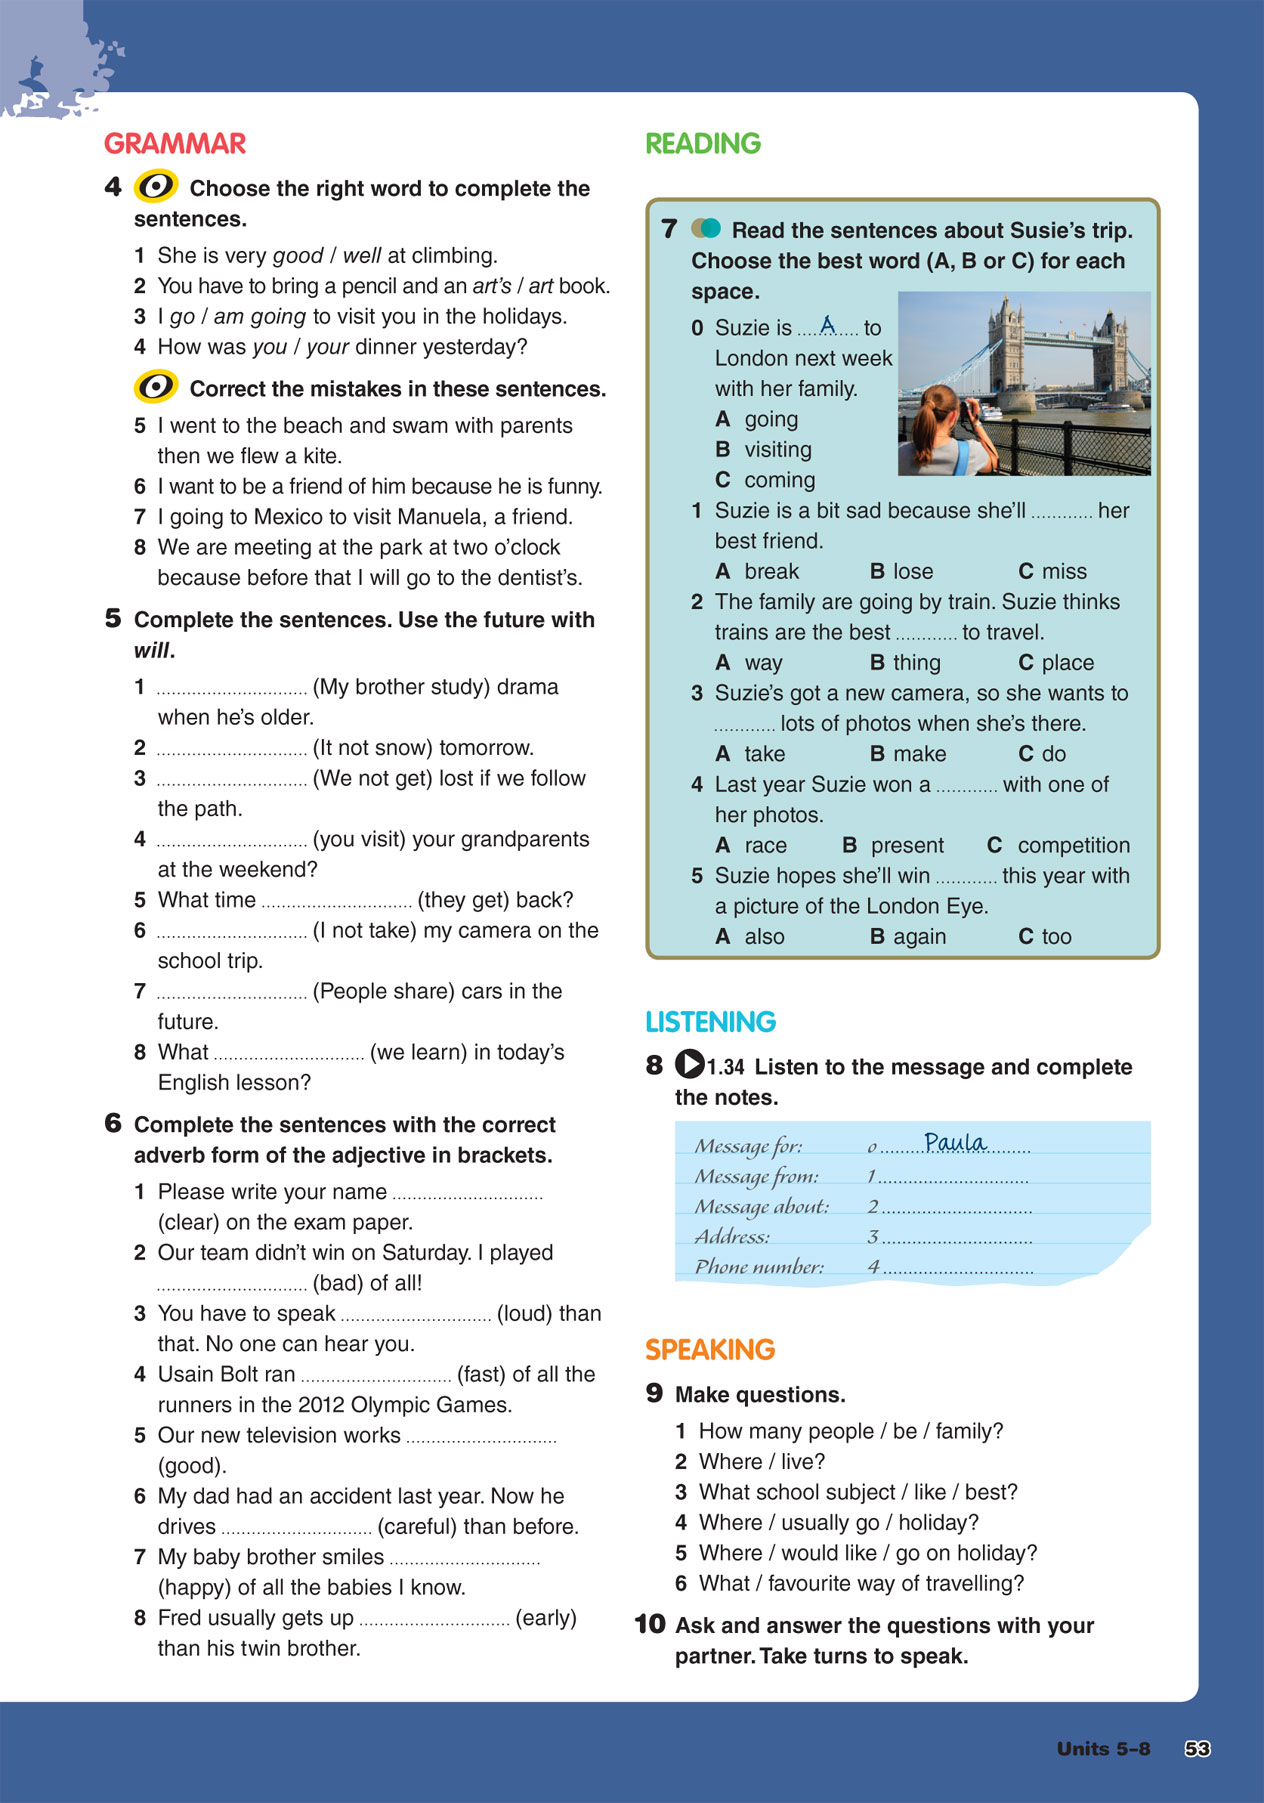 GRAMMAR
4 Choose the right word to complete the
sentences.
1 She is very good / well at climbing.
2 You have to bring a pencil and an art's / art book.
3 I go / am going to visit you in the holidays.
4 How was you / your dinner yesterday?
Correct the mistakes in these sentences.
5 I went to the beach and swam with parents
then we flew a kite.
6 I want to be a friend of him because he is funny.
7 I going to Mexico to visit Manuela, a friend.
8 We are meeting at the park at two o'clock
because before that I will go to the dentist's.
5 Complete the sentences. Use the future with
will.
1 .............................. (My brother study) drama
when he's older.
2 .............................. (It not snow) tomorrow.
3 .............................. (We not get) lost if we follow
the path.
4 .............................. (you visit) your grandparents
at the weekend?
5 What time .............................. (they get) back?
6 .............................. (I not take) my camera on the
school trip.
7 .............................. (People share) cars in the
future.
8 What .............................. (we learn) in today's
English lesson?
6 Complete the sentences with the correct
adverb form of the adjective in brackets.
1 Please write your name ..............................
(clear) on the exam paper.
2 Our team didn't win on Saturday. I played
.............................. (bad) of all!
3 You have to speak .............................. (loud) than
that. No one can hear you.
4 Usain Bolt ran .............................. (fast) of all the
runners in the 2012 Olympic Games.
5 Our new television works ..............................
(good).
6 My dad had an accident last year. Now he
drives .............................. (careful) than before.
7 My baby brother smiles ..............................
(happy) of all the babies I know.
8 Fred usually gets up .............................. (early)
than his twin brother.
READING
7 Read the sentences about Susie's trip.
Choose the best word (A, B or C) for each
space.
0 Suzie is .....A..... to
London next week
with her family.
A going
B visiting
C coming
1 Suzie is a bit sad because she'll ............ her
best friend.
A break B lose C miss
2 The family are going by train. Suzie thinks
trains are the best ............ to travel.
A way B thing C place
3 Suzie's got a new camera, so she wants to
............ lots of photos when she's there.
A take B make C do
4 Last year Suzie won a ............ with one of
her photos.
A race B present C competition
5 Suzie hopes she'll win ............ this year with
a picture of the London Eye.
A also B again C too
LISTENING
8 1.34 Listen to the message and complete
the notes.
Message for: 0 .........Paula.........
Message from: 1 ..............................
Message about: 2 ..............................
Address: 3 ..............................
Phone number: 4 ..............................
SPEAKING
9 Make questions.
1 How many people / be / family?
2 Where / live?
3 What school subject / like / best?
4 Where / usually go / holiday?
5 Where / would like / go on holiday?
6 What / favourite way of travelling?
10 Ask and answer the questions with your
partner. Take turns to speak.
Units 5–8 53